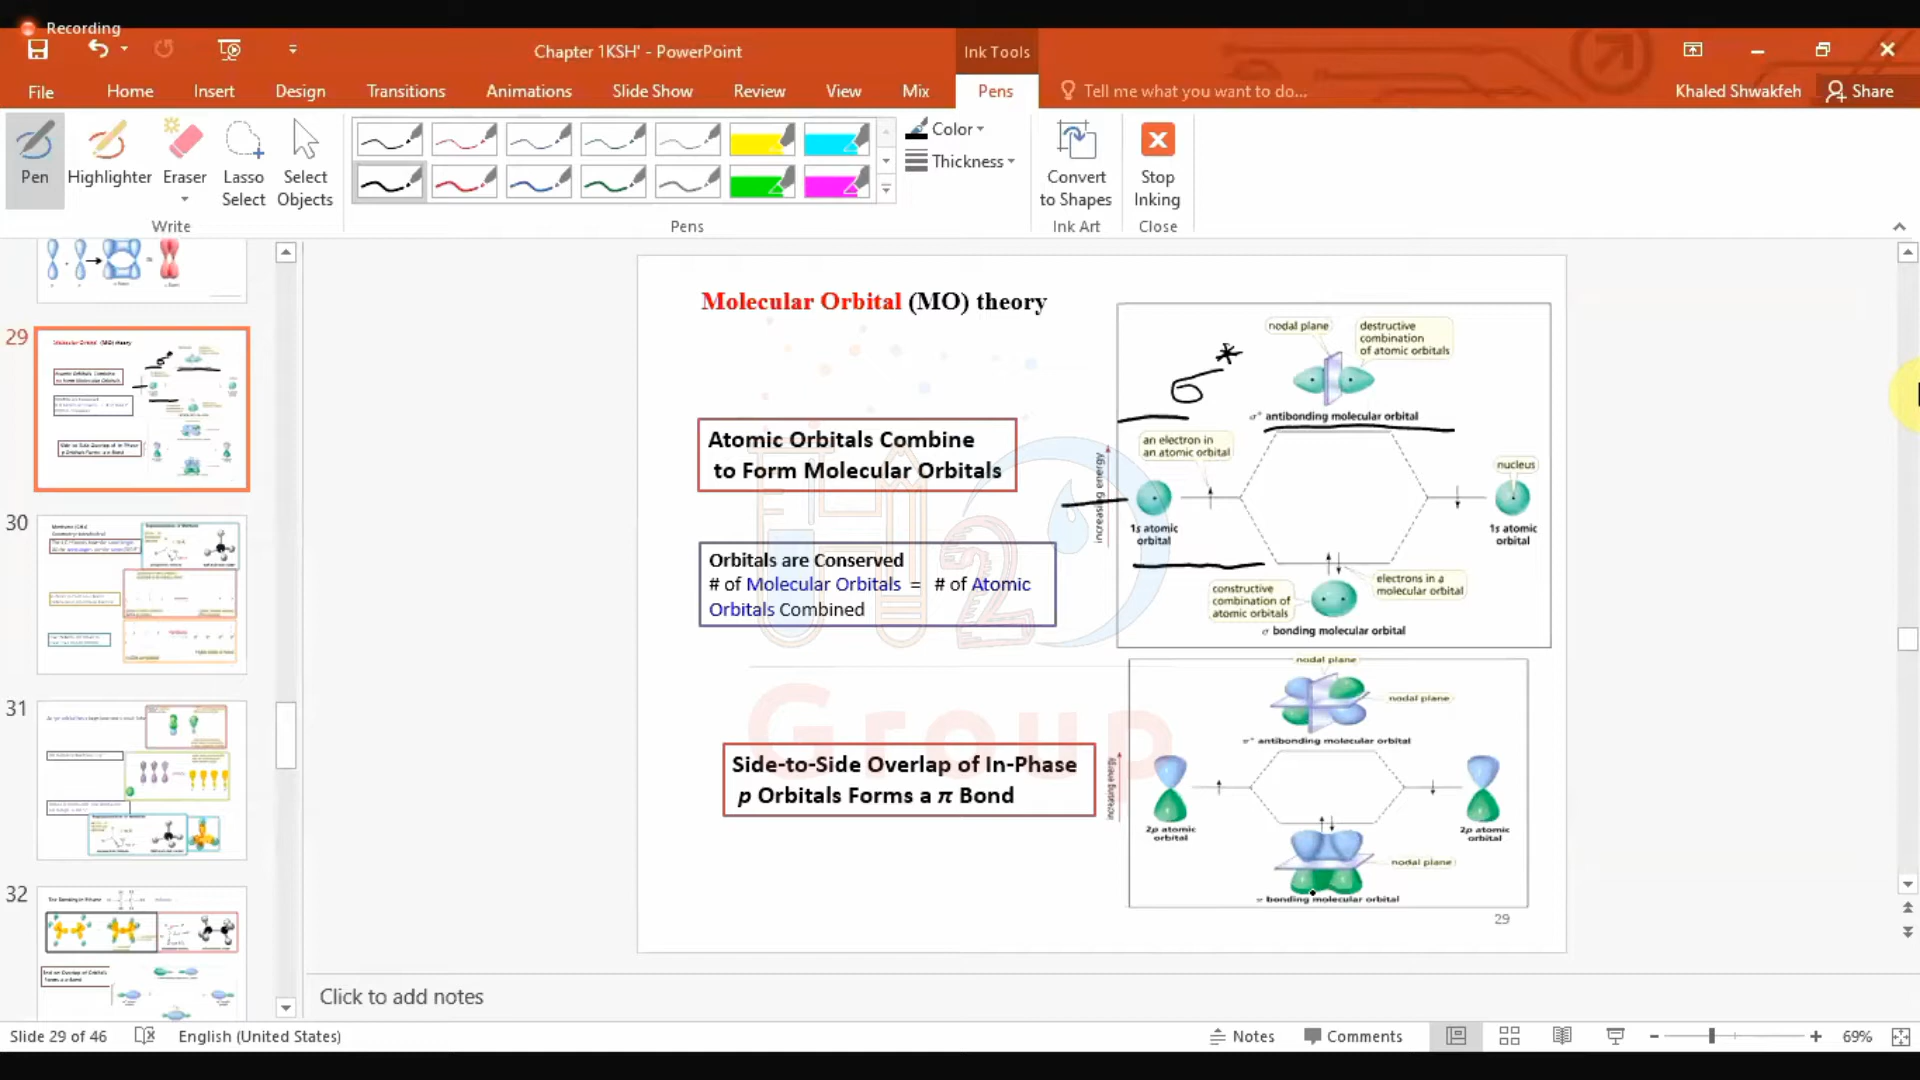 Recording
Chapter 1KSH' - PowerPoint
Ink Tools
File Home Insert Design Transitions Animations Slide Show Review View Mix Pens Tell me what you want to do... Khaled Shwakfeh Share
Pen Highlighter Eraser Lasso Select Select Objects
Color
Thickness
Convert to Shapes
Stop Inking
Write Pens Ink Art Close
29
30
31
32
Molecular Orbital (MO) theory
Atomic Orbitals Combine
to Form Molecular Orbitals
Orbitals are Conserved
# of Molecular Orbitals = # of Atomic
Orbitals Combined
Side-to-Side Overlap of In-Phase
p Orbitals Forms a π Bond
H2O
Group
nodal plane
destructive
combination
of atomic orbitals
σ*
σ* antibonding molecular orbital
an electron in
an atomic orbital
nucleus
increasing energy
1s atomic
orbital
1s atomic
orbital
electrons in a
molecular orbital
constructive
combination of
atomic orbitals
σ bonding molecular orbital
nodal plane
nodal plane
π* antibonding molecular orbital
increasing energy
2p atomic
orbital
2p atomic
orbital
nodal plane
π bonding molecular orbital
29
Click to add notes
Slide 29 of 46 English (United States) Notes Comments 69%